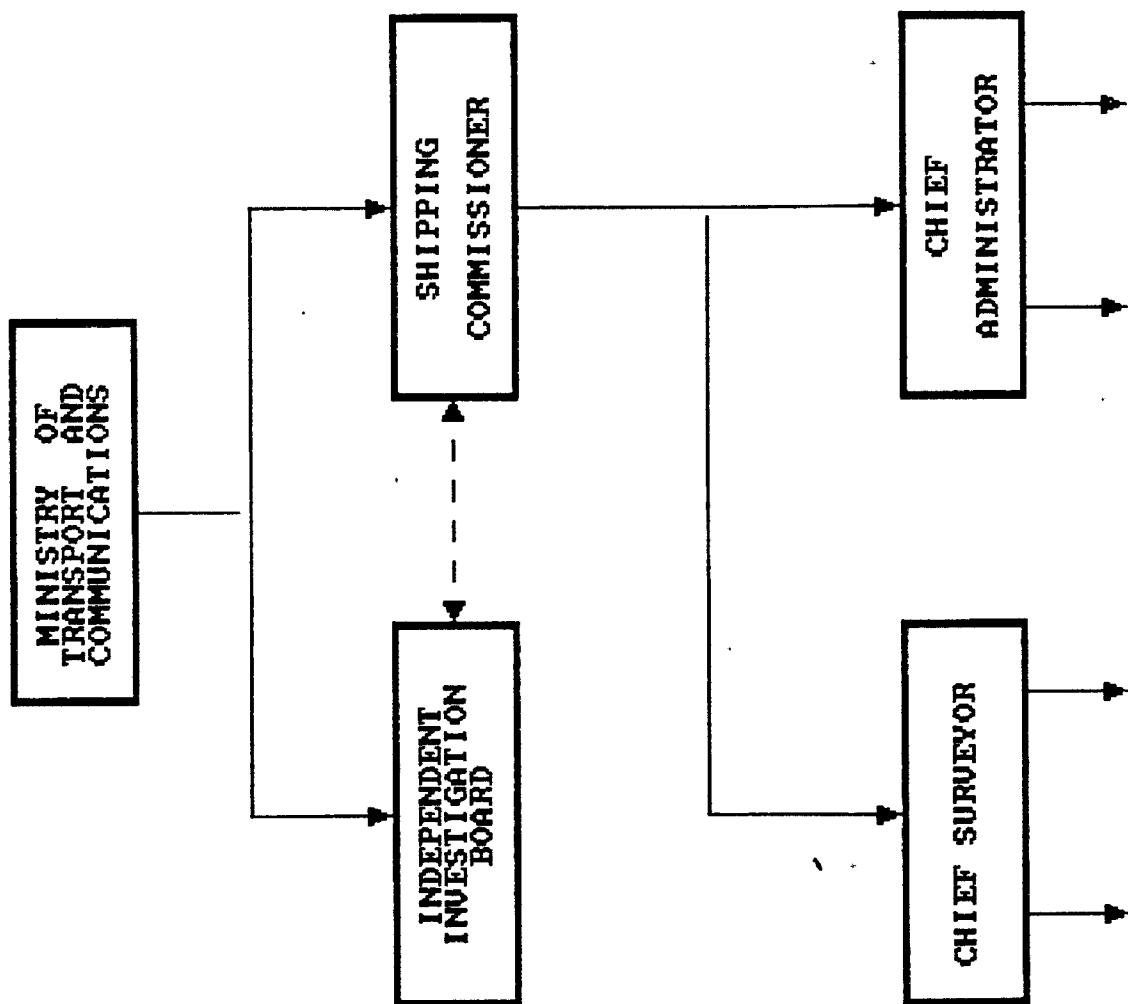 MINISTRY OF
TRANSPORT AND
COMMUNICATIONS
INDEPENDENT
INVESTIGATION
BOARD
SHIPPING
COMMISSIONER
CHIEF SURVEYOR
CHIEF
ADMINISTRATOR